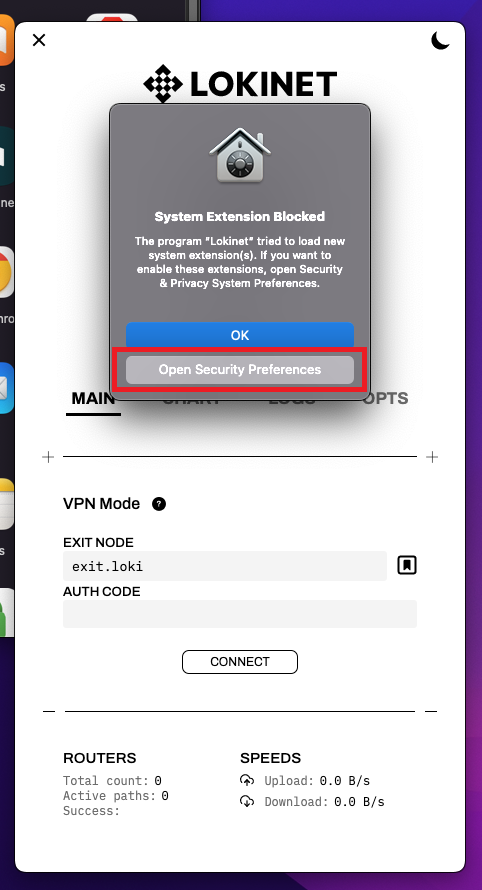 LOKINET
System Extension Blocked
The program "Lokinet" tried to load new
system extension(s). If you want to
enable these extensions, open Security
& Privacy System Preferences.
OK
Open Security Preferences
MAIN CHART LOGS OPTS
VPN Mode ?
EXIT NODE
exit.loki
AUTH CODE
CONNECT
ROUTERS SPEEDS
Total count: 0 Upload: 0.0 B/s
Active paths: 0 Download: 0.0 B/s
Success: